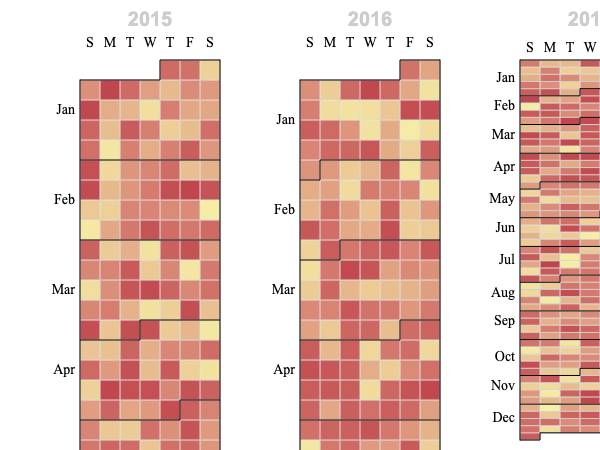 2015
S M T W T F S
Jan
Feb
Mar
Apr
2016
S M T W T F S
Jan
Feb
Mar
Apr
201
S M T W
Jan
Feb
Mar
Apr
May
Jun
Jul
Aug
Sep
Oct
Nov
Dec